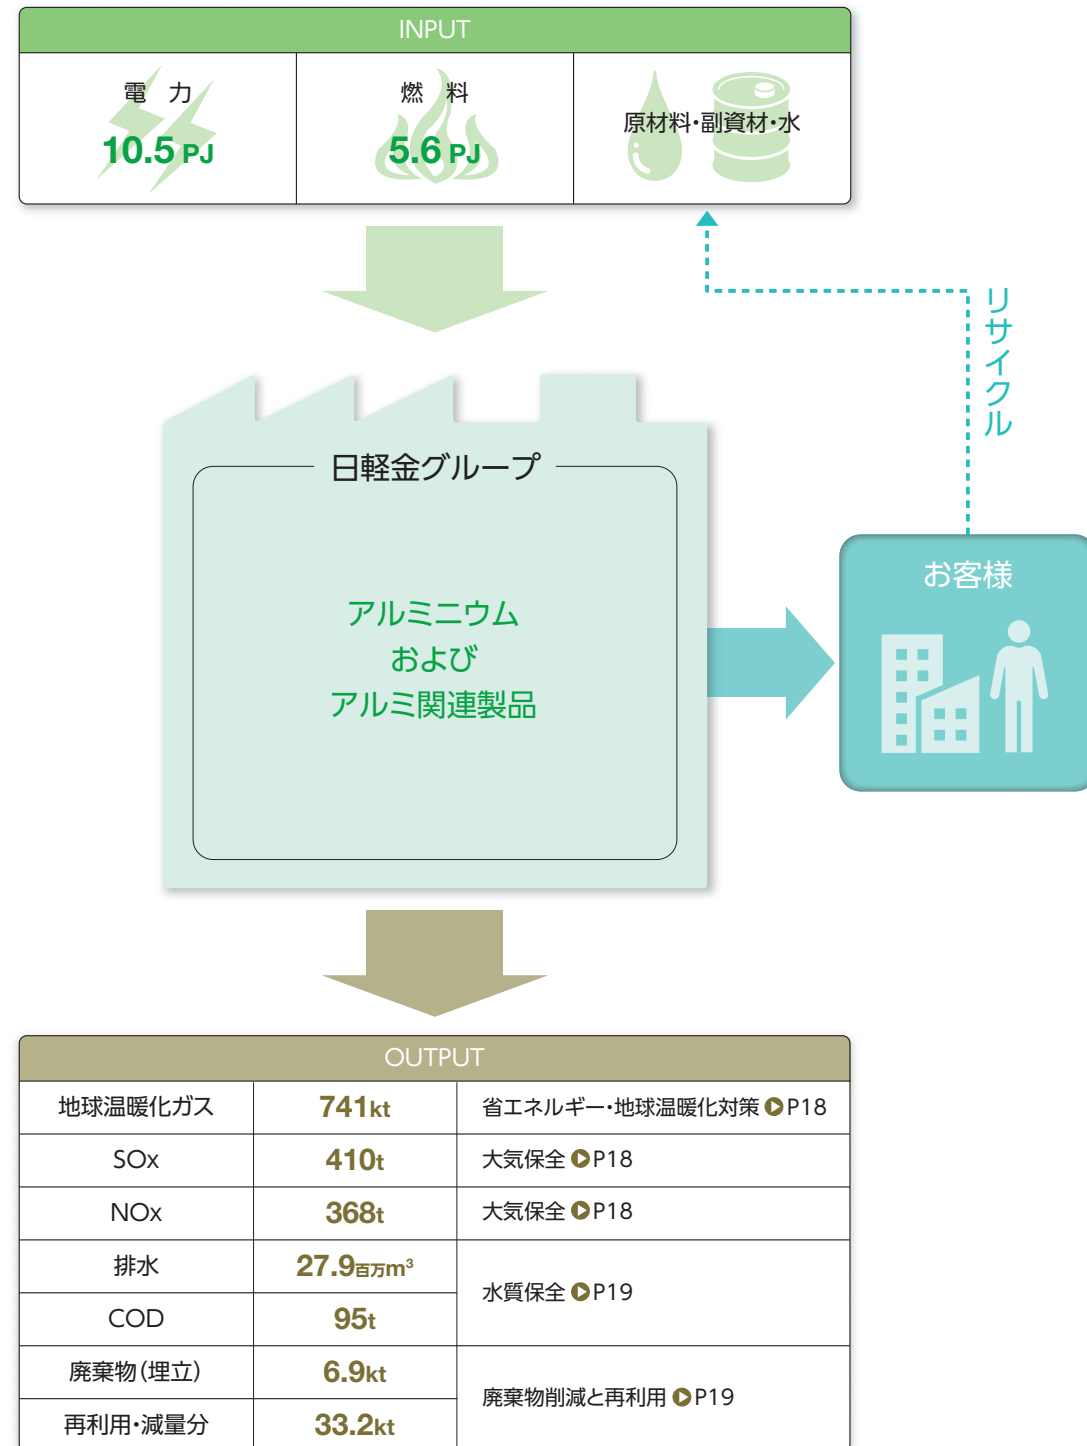 INPUT
電 力
10.5 PJ
燃 料
5.6 PJ
原材料・副資材・水
リサイクル
日軽金グループ
アルミニウム
および
アルミ関連製品
お客様
OUTPUT
地球温暖化ガス 741kt 省エネルギー・地球温暖化対策 P18
SOx 410t 大気保全 P18
NOx 368t 大気保全 P18
排水 27.9百万m³
水質保全 P19
COD 95t
廃棄物(埋立) 6.9kt
廃棄物削減と再利用 P19
再利用・減量分 33.2kt